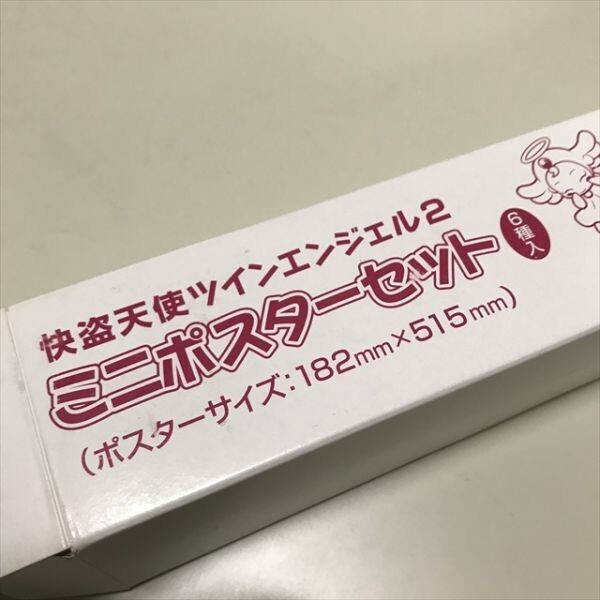 快盗天使ツインエンジェル2
ミニポスターセット
6種入
(ポスターサイズ:182mm×515mm)